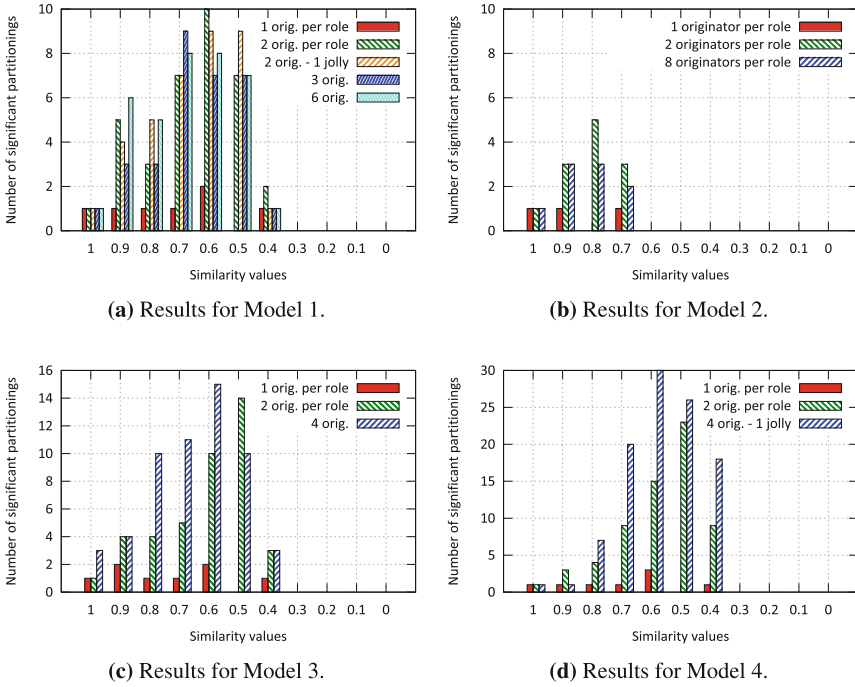 Number of significant partitionings
10
8
6
4
2
0
1 orig. per role
2 orig. per role
2 orig. - 1 jolly
3 orig.
6 orig.
1 0.9 0.8 0.7 0.6 0.5 0.4 0.3 0.2 0.1 0
Similarity values
(a) Results for Model 1.
Number of significant partitionings
10
8
6
4
2
0
1 originator per role
2 originators per role
8 originators per role
1 0.9 0.8 0.7 0.6 0.5 0.4 0.3 0.2 0.1 0
Similarity values
(b) Results for Model 2.
Number of significant partitionings
16
14
12
10
8
6
4
2
0
1 orig. per role
2 orig. per role
4 orig.
1 0.9 0.8 0.7 0.6 0.5 0.4 0.3 0.2 0.1 0
Similarity values
(c) Results for Model 3.
Number of significant partitionings
30
25
20
15
10
5
0
1 orig. per role
2 orig. per role
4 orig. - 1 jolly
1 0.9 0.8 0.7 0.6 0.5 0.4 0.3 0.2 0.1 0
Similarity values
(d) Results for Model 4.